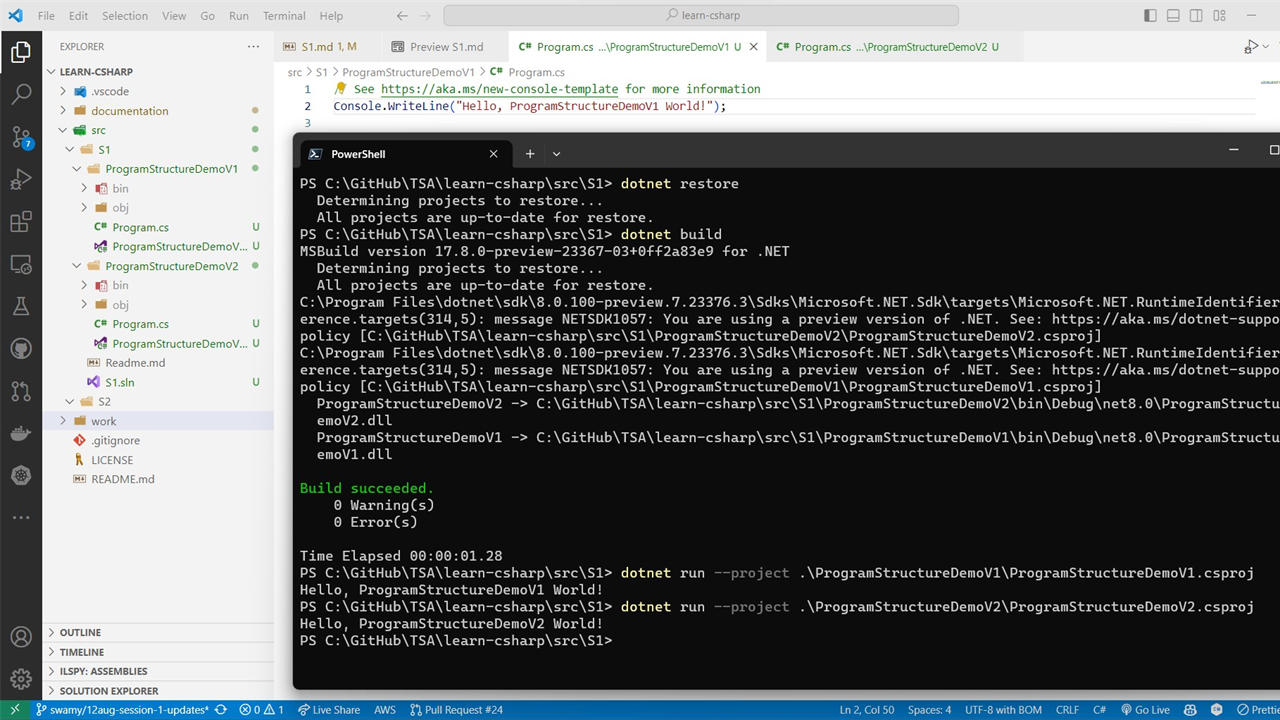 File Edit Selection View Go Run Terminal Help
learn-csharp
EXPLORER
S1.md 1, M
Preview S1.md
Program.cs ...\ProgramStructureDemoV1 U
Program.cs ...\ProgramStructureDemoV2 U
src > S1 > ProgramStructureDemoV1 > C# Program.cs
LEARN-CSHARP
.vscode
documentation
src
S1
ProgramStructureDemoV1
bin
obj
C# Program.cs U
ProgramStructureDemoV... U
ProgramStructureDemoV2
bin
obj
C# Program.cs U
ProgramStructureDemoV... U
Readme.md
S1.sln U
S2
work
.gitignore
LICENSE
README.md
OUTLINE
TIMELINE
ILSPY: ASSEMBLIES
SOLUTION EXPLORER
7
1 See https://aka.ms/new-console-template for more information
2 Console.WriteLine("Hello, ProgramStructureDemoV1 World!");
3
PowerShell
PS C:\GitHub\TSA\learn-csharp\src\S1> dotnet restore
Determining projects to restore...
All projects are up-to-date for restore.
PS C:\GitHub\TSA\learn-csharp\src\S1> dotnet build
MSBuild version 17.8.0-preview-23367-03+0ff2a83e9 for .NET
Determining projects to restore...
All projects are up-to-date for restore.
C:\Program Files\dotnet\sdk\8.0.100-preview.7.23376.3\Sdks\Microsoft.NET.Sdk\targets\Microsoft.NET.RuntimeIdentifier
erence.targets(314,5): message NETSDK1057: You are using a preview version of .NET. See: https://aka.ms/dotnet-suppo
policy [C:\GitHub\TSA\learn-csharp\src\S1\ProgramStructureDemoV2\ProgramStructureDemoV2.csproj]
C:\Program Files\dotnet\sdk\8.0.100-preview.7.23376.3\Sdks\Microsoft.NET.Sdk\targets\Microsoft.NET.RuntimeIdentifier
erence.targets(314,5): message NETSDK1057: You are using a preview version of .NET. See: https://aka.ms/dotnet-suppo
policy [C:\GitHub\TSA\learn-csharp\src\S1\ProgramStructureDemoV1\ProgramStructureDemoV1.csproj]
ProgramStructureDemoV2 -> C:\GitHub\TSA\learn-csharp\src\S1\ProgramStructureDemoV2\bin\Debug\net8.0\ProgramStructu
emoV2.dll
ProgramStructureDemoV1 -> C:\GitHub\TSA\learn-csharp\src\S1\ProgramStructureDemoV1\bin\Debug\net8.0\ProgramStructu
emoV1.dll
Build succeeded.
0 Warning(s)
0 Error(s)
Time Elapsed 00:00:01.28
PS C:\GitHub\TSA\learn-csharp\src\S1> dotnet run --project .\ProgramStructureDemoV1\ProgramStructureDemoV1.csproj
Hello, ProgramStructureDemoV1 World!
PS C:\GitHub\TSA\learn-csharp\src\S1> dotnet run --project .\ProgramStructureDemoV2\ProgramStructureDemoV2.csproj
Hello, ProgramStructureDemoV2 World!
PS C:\GitHub\TSA\learn-csharp\src\S1>
swamy/12aug-session-1-updates* 0 1 Live Share AWS Pull Request #24 Ln 2, Col 50 Spaces: 4 UTF-8 with BOM CRLF C# Go Live Prettie